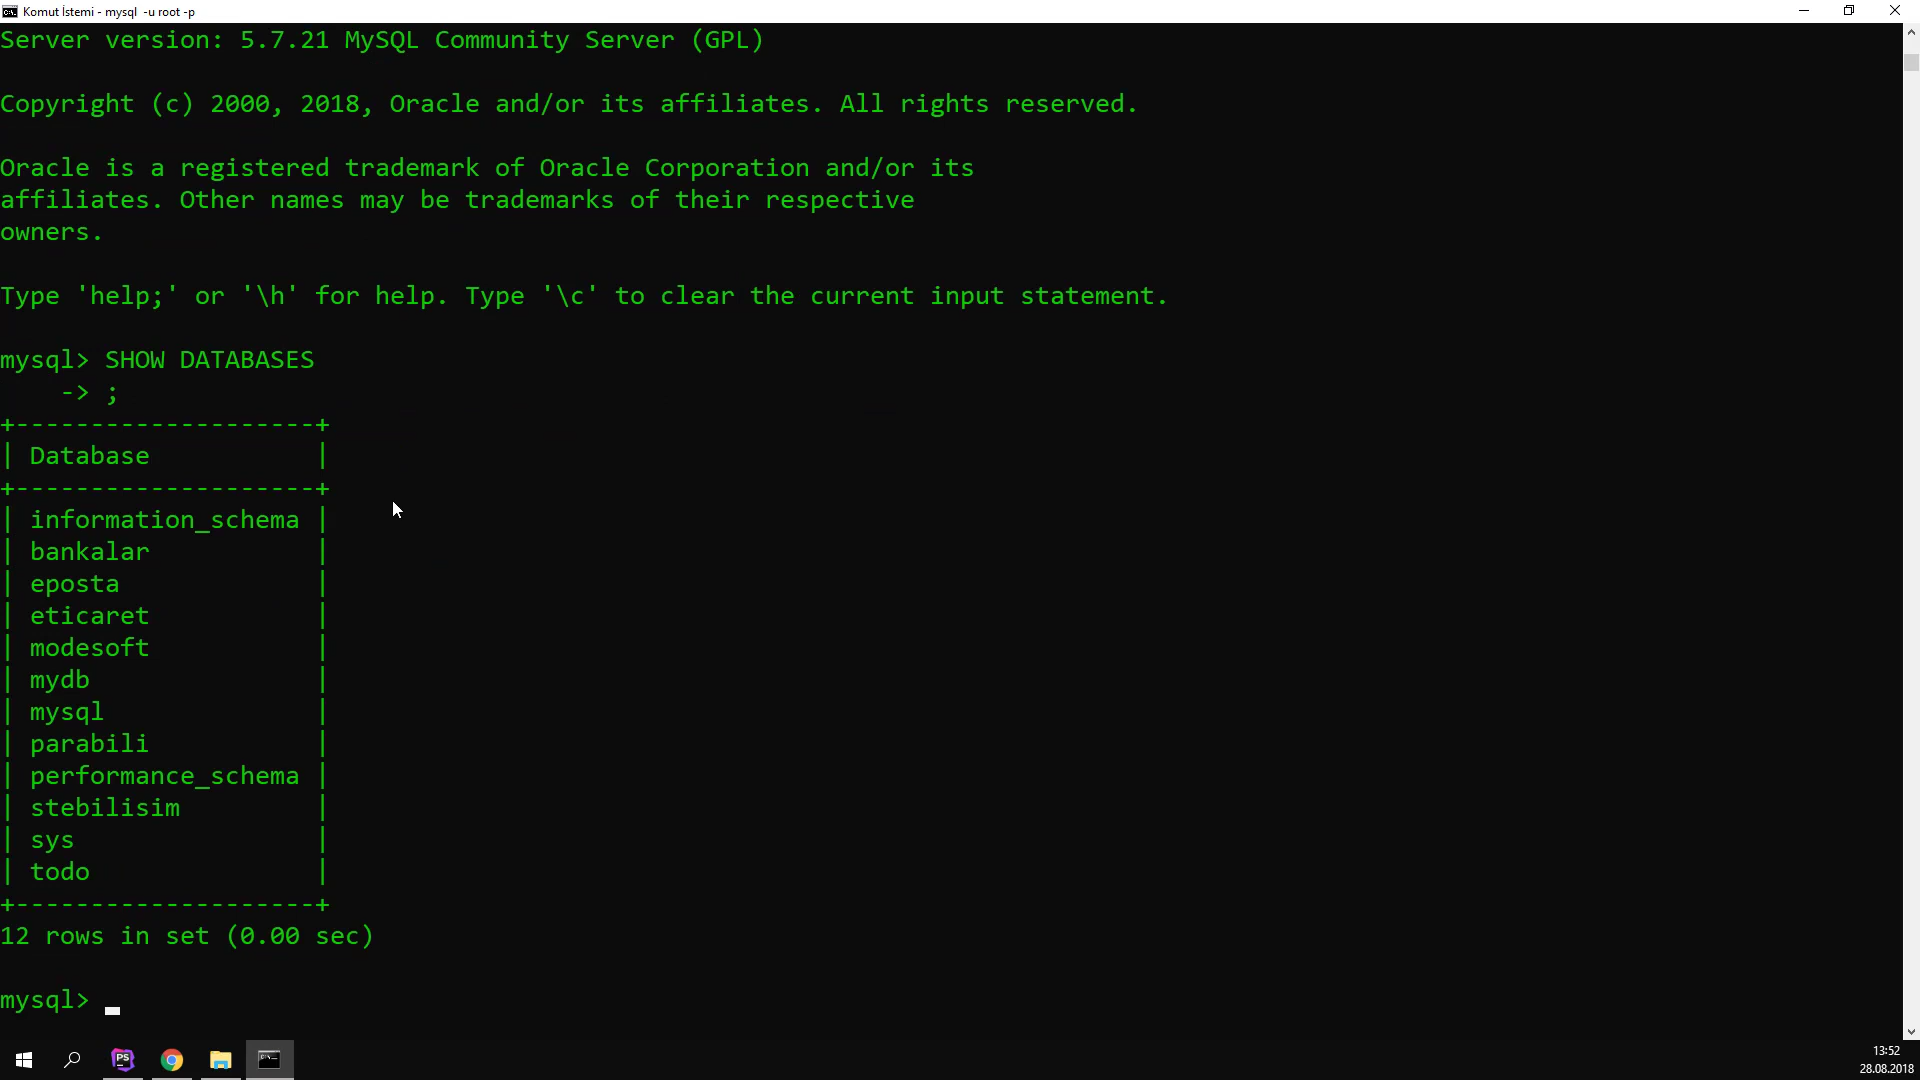 Komut İstemi - mysql -u root -p
Server version: 5.7.21 MySQL Community Server (GPL)
Copyright (c) 2000, 2018, Oracle and/or its affiliates. All rights reserved.
Oracle is a registered trademark of Oracle Corporation and/or its
affiliates. Other names may be trademarks of their respective
owners.
Type 'help;' or '\h' for help. Type '\c' to clear the current input statement.
mysql> SHOW DATABASES
    -> ;
+--------------------+
| Database           |
+--------------------+
| information_schema |
| bankalar           |
| eposta             |
| eticaret           |
| modesoft           |
| mydb               |
| mysql              |
| parabili           |
| performance_schema |
| stebilisim         |
| sys                |
| todo               |
+--------------------+
12 rows in set (0.00 sec)
mysql>
PS
13:52
28.08.2018